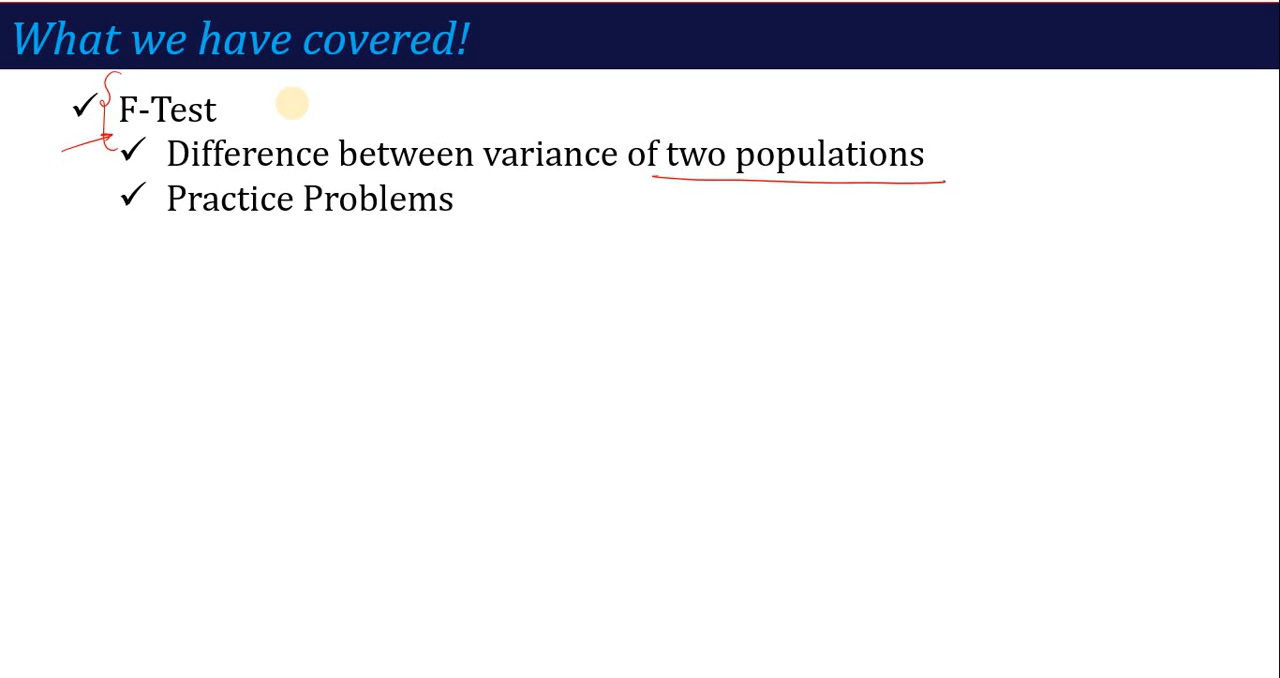 What we have covered!
✓ F-Test
✓ Difference between variance of two populations
✓ Practice Problems